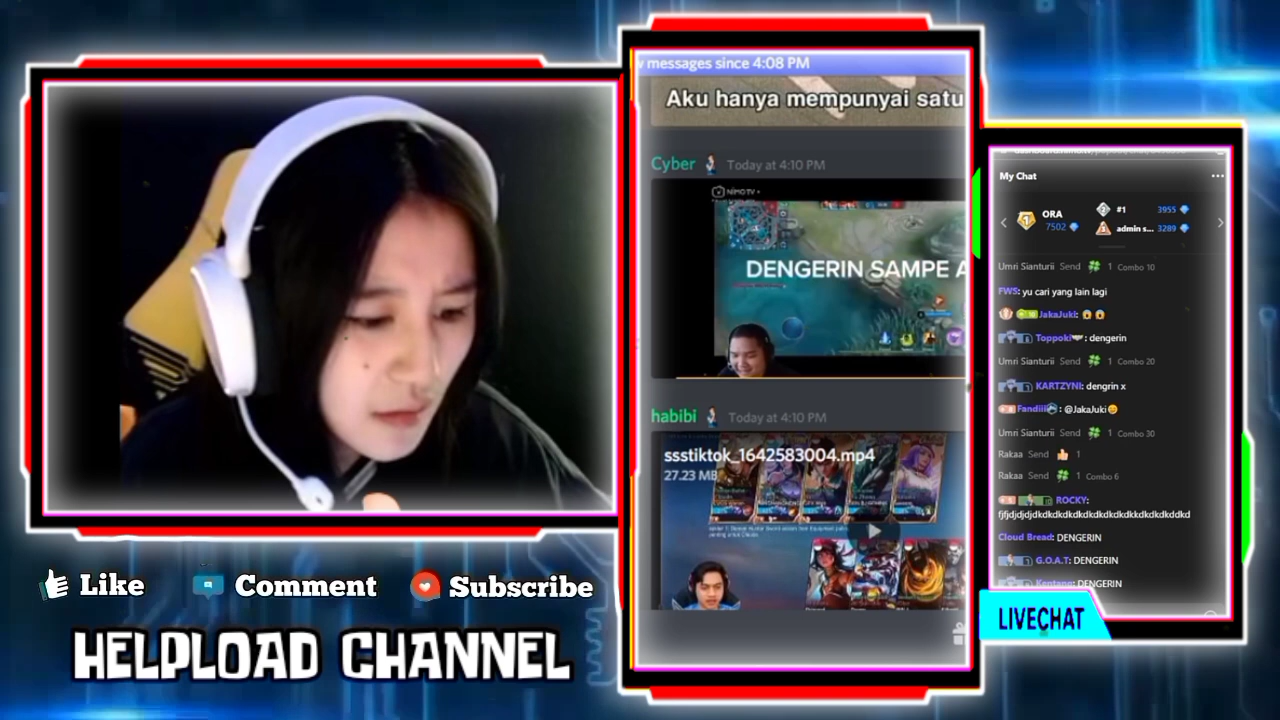 Like
Comment
Subscribe
HELPLOAD CHANNEL
messages since 4:08 PM
Aku hanya mempunyai satu
Cyber Today at 4:10 PM
NIMO TV
DENGERIN SAMPE A
habibi Today at 4:10 PM
ssstiktok_1642583004.mp4
27.23 MB
My Chat
1 ORA 7502
#1 3955
admin s... 3289
Umri Sianturii Send 1 Combo 10
FWS: yu cari yang lain lagi
JakaJuki:
Toppoki: dengerin
Umri Sianturii Send 1 Combo 20
KARTZYNI: dengrin x
Fandiii: @JakaJuki
Umri Sianturii Send 1 Combo 30
Rakaa Send 1
Rakaa Send 1 Combo 6
ROCKY:
Cloud Bread: DENGERIN
G.O.A.T: DENGERIN
Kentang: DENGERIN
LIVECHAT